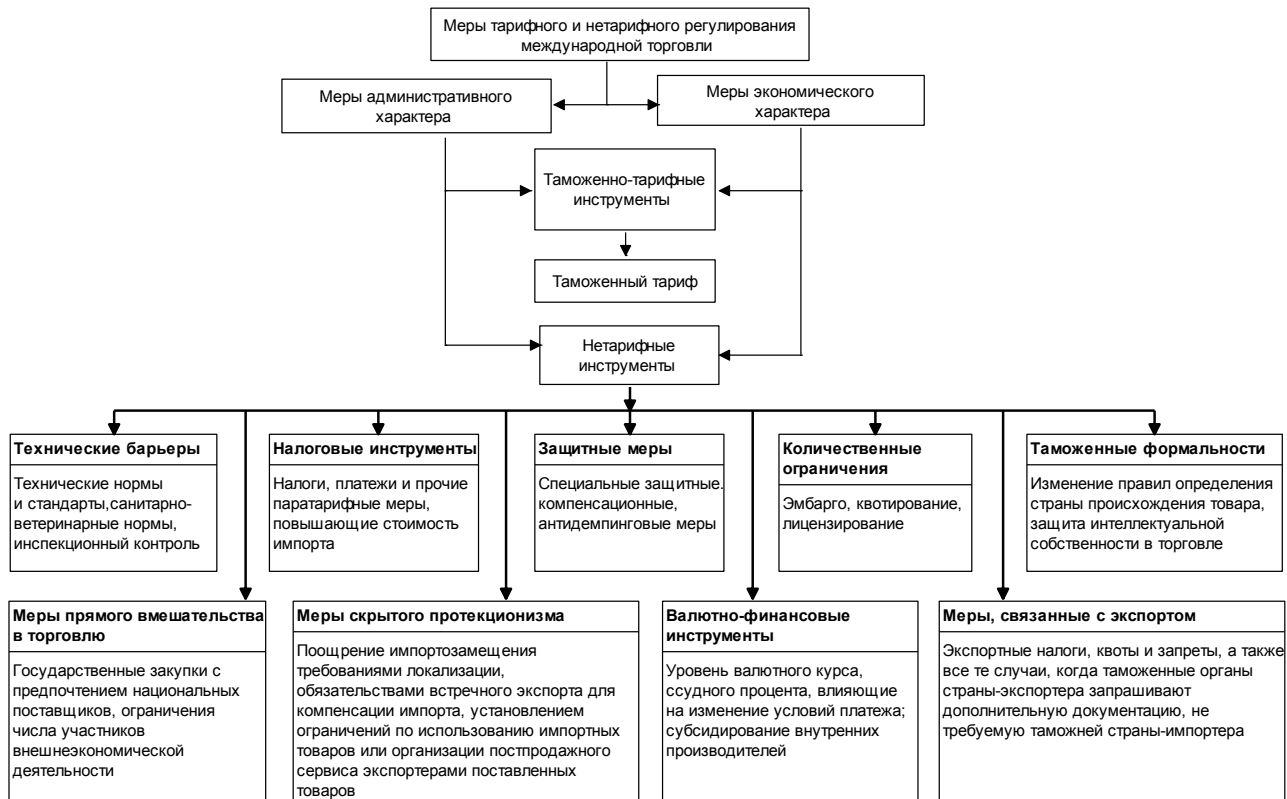 Меры тарифного и нетарифного регулирования
международной торговли
Меры административного
характера
Меры экономического
характера
Таможенно-тарифные
инструменты
Таможенный тариф
Нетарифные
инструменты
Технические барьеры
Технические нормы
и стандарты,санитарно-
ветеринарные нормы,
инспекционный контроль
Налоговые инструменты
Налоги, платежи и прочие
паратарифные меры,
повышающие стоимость
импорта
Защитные меры
Специальные защитные.
компенсационные,
антидемпинговые меры
Количественные
ограничения
Эмбарго, квотирование,
лицензирование
Таможенные формальности
Изменение правил определения
страны происхождения товара,
защита интеллектуальной
собственности в торговле
Меры прямого вмешательства
в торговлю
Государственные закупки с
предпочтением национальных
поставщиков, ограничения
числа участников
внешнеэкономической
деятельности
Меры скрытого протекционизма
Поощрение импортозамещения
требованиями локализации,
обязательствами встречного экспорта для
компенсации импорта, установлением
ограничений по использованию импортных
товаров или организации постпродажного
сервиса экспортерами поставленных
товаров
Валютно-финансовые
инструменты
Уровень валютного курса,
ссудного процента, влияющие
на изменение условий платежа;
субсидирование внутренних
производителей
Меры, связанные с экспортом
Экспортные налоги, квоты и запреты, а также
все те случаи, когда таможенные органы
страны-экспортера запрашивают
дополнительную документацию, не
требуемую таможней страны-импортера